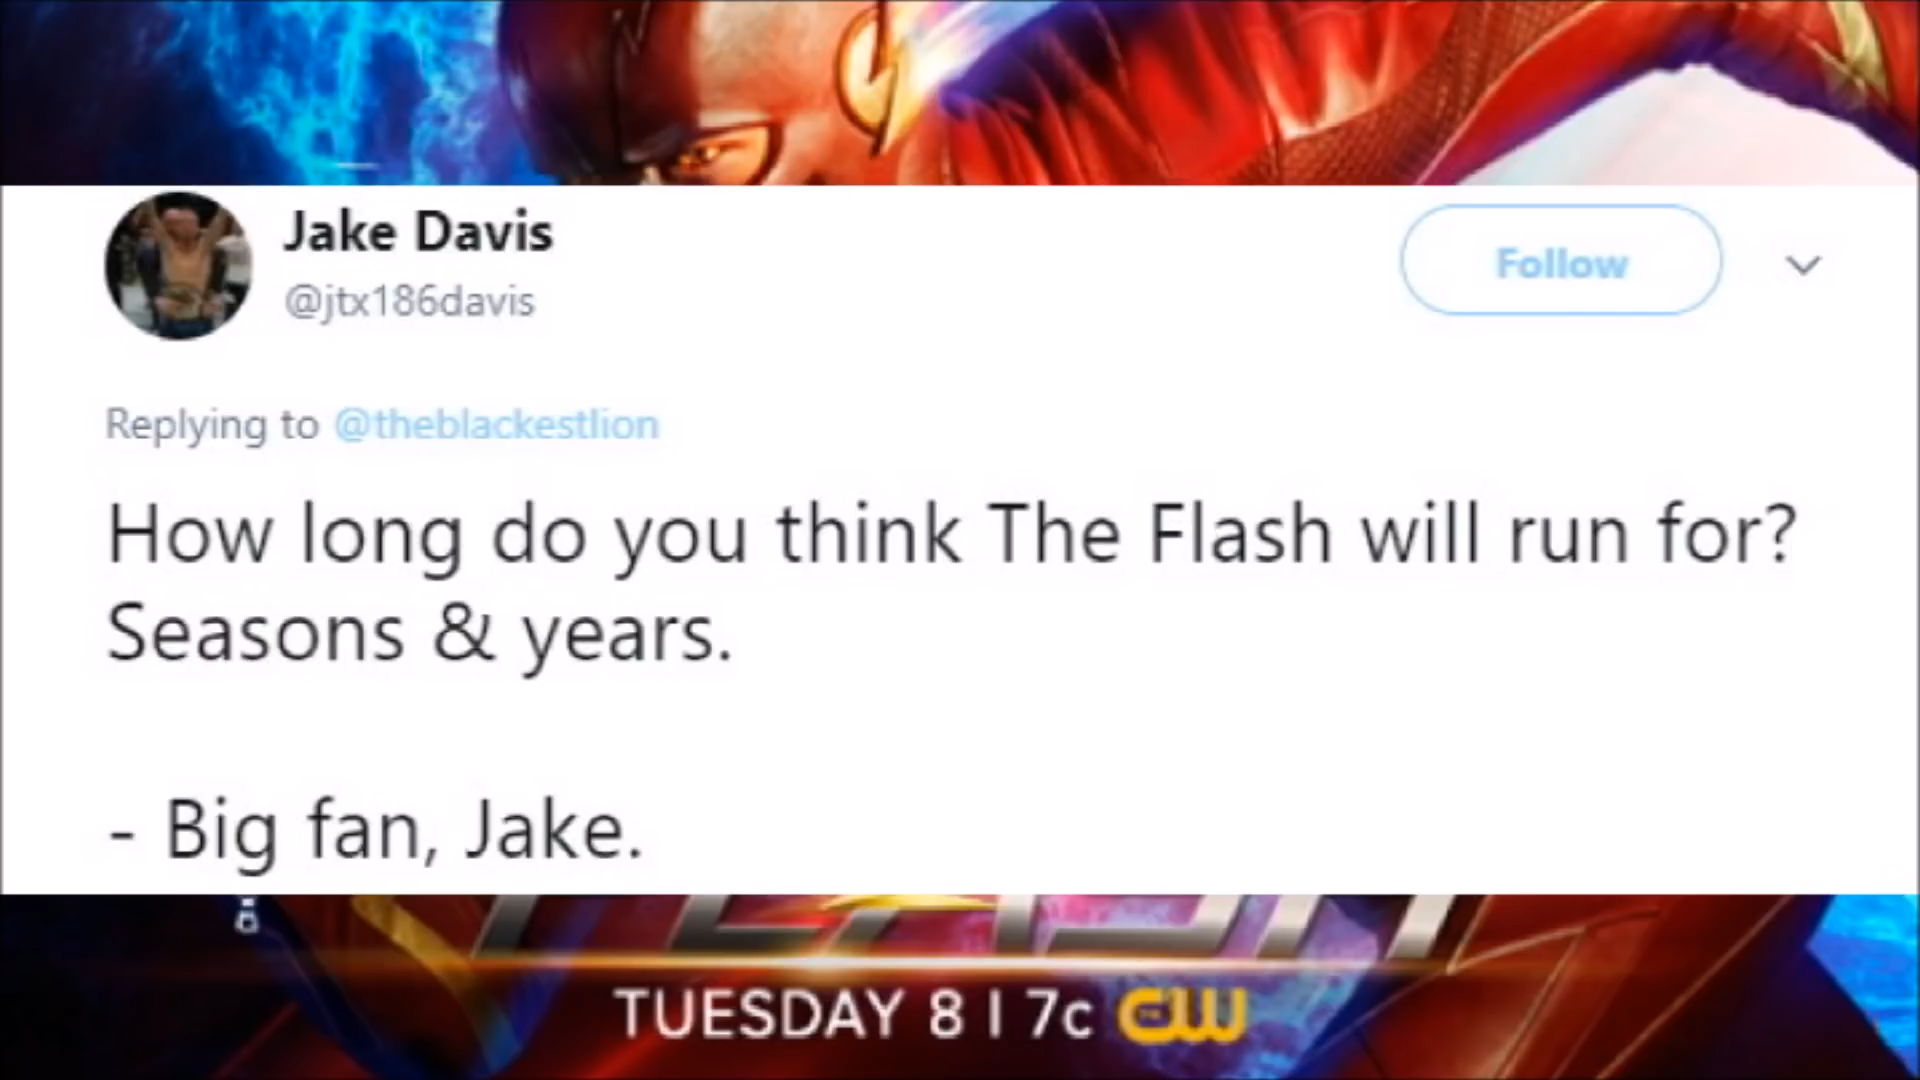 Jake Davis
@jtx186davis
Follow
Replying to @theblackestlion
How long do you think The Flash will run for?
Seasons & years.
- Big fan, Jake.
FLASH
TUESDAY 8 | 7c CW